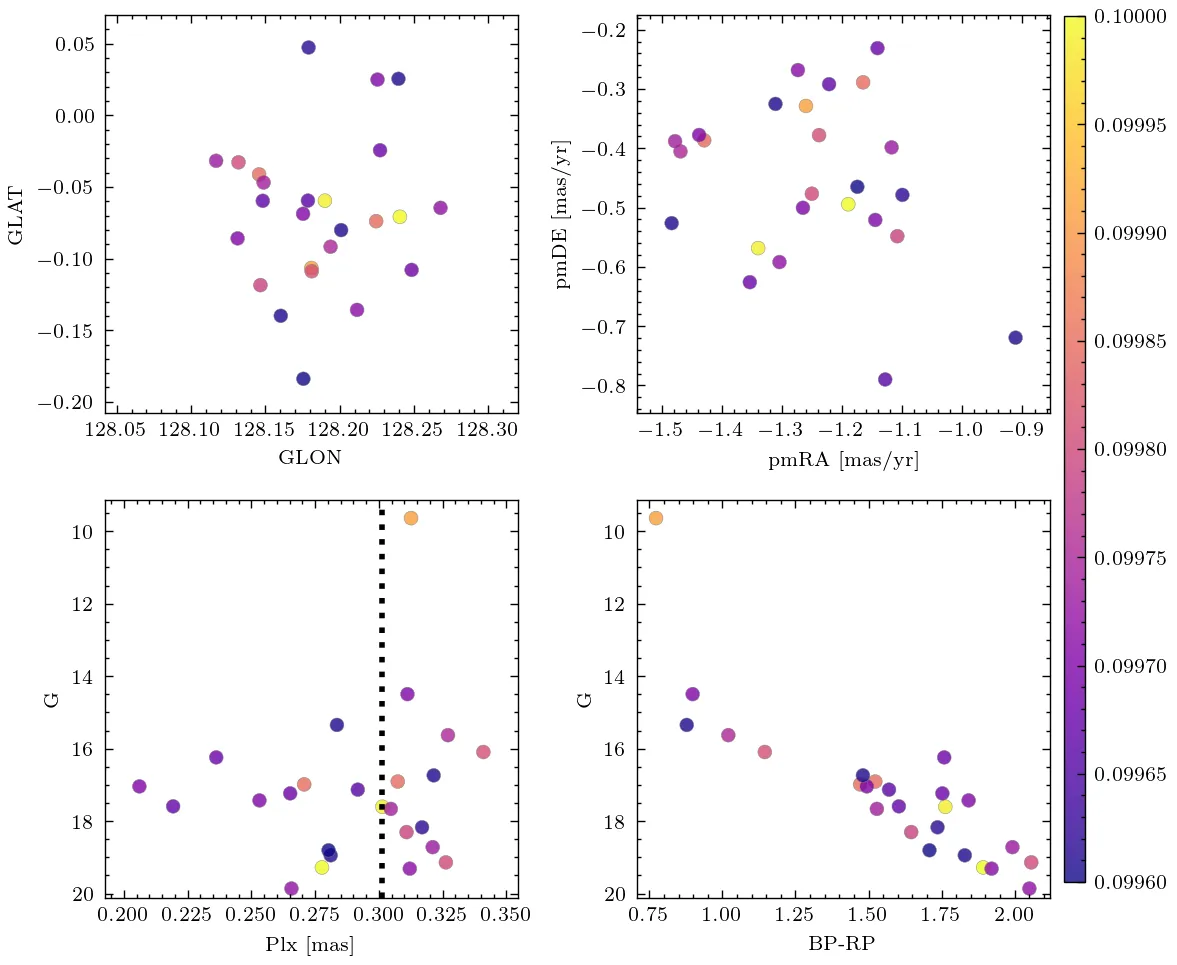 0.05
0.00
−0.05
−0.10
−0.15
−0.20
GLAT
128.05 128.10 128.15 128.20 128.25 128.30
GLON
−0.2
−0.3
−0.4
−0.5
−0.6
−0.7
−0.8
pmDE [mas/yr]
−1.5 −1.4 −1.3 −1.2 −1.1 −1.0 −0.9
pmRA [mas/yr]
10
12
14
16
18
20
G
0.200 0.225 0.250 0.275 0.300 0.325 0.350
Plx [mas]
10
12
14
16
18
20
G
0.75 1.00 1.25 1.50 1.75 2.00
BP-RP
0.10000
0.09995
0.09990
0.09985
0.09980
0.09975
0.09970
0.09965
0.09960